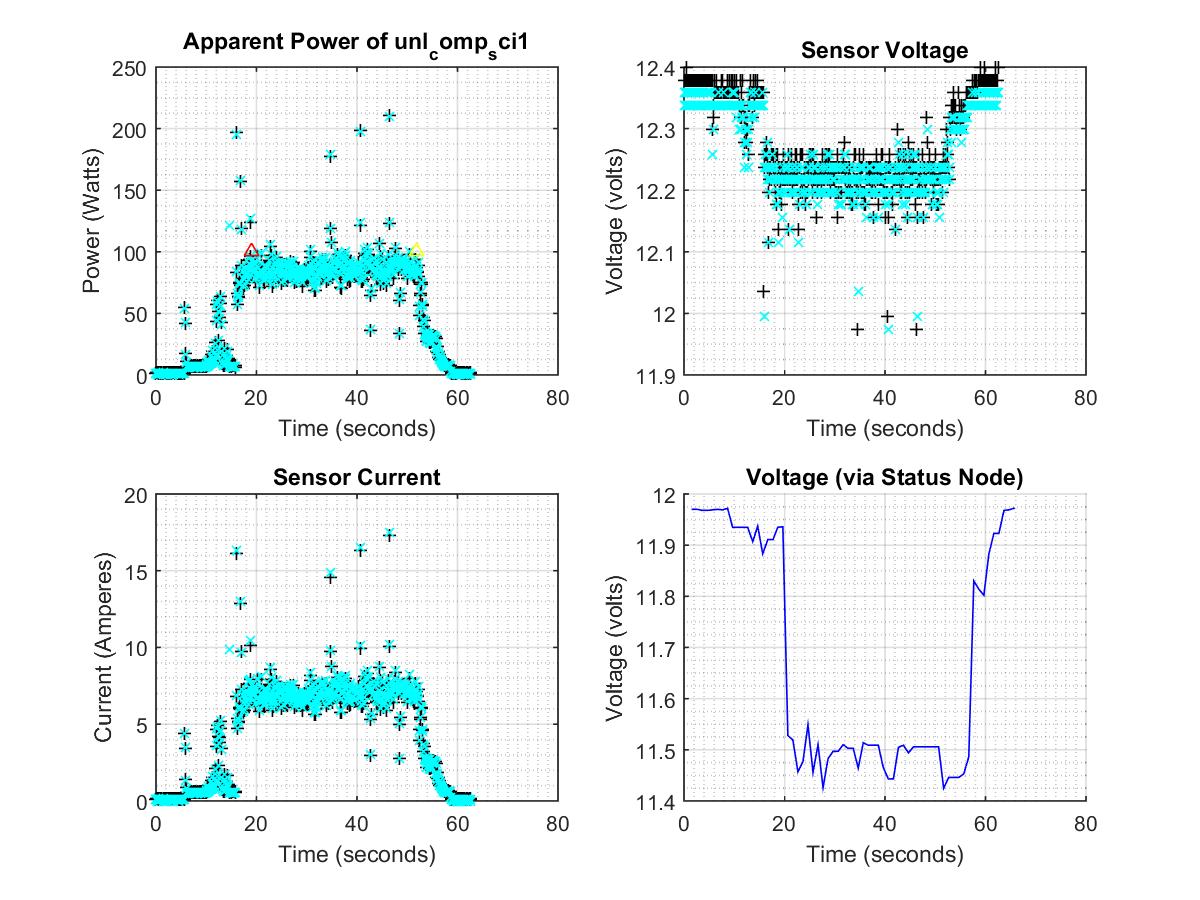 Apparent Power of unl_comp_sci1
250
200
150
100
50
0
Power (Watts)
0 20 40 60 80
Time (seconds)
Sensor Voltage
12.4
12.3
12.2
12.1
12
11.9
Voltage (volts)
0 20 40 60 80
Time (seconds)
Sensor Current
20
15
10
5
0
Current (Amperes)
0 20 40 60 80
Time (seconds)
Voltage (via Status Node)
12
11.9
11.8
11.7
11.6
11.5
11.4
Voltage (volts)
0 20 40 60 80
Time (seconds)